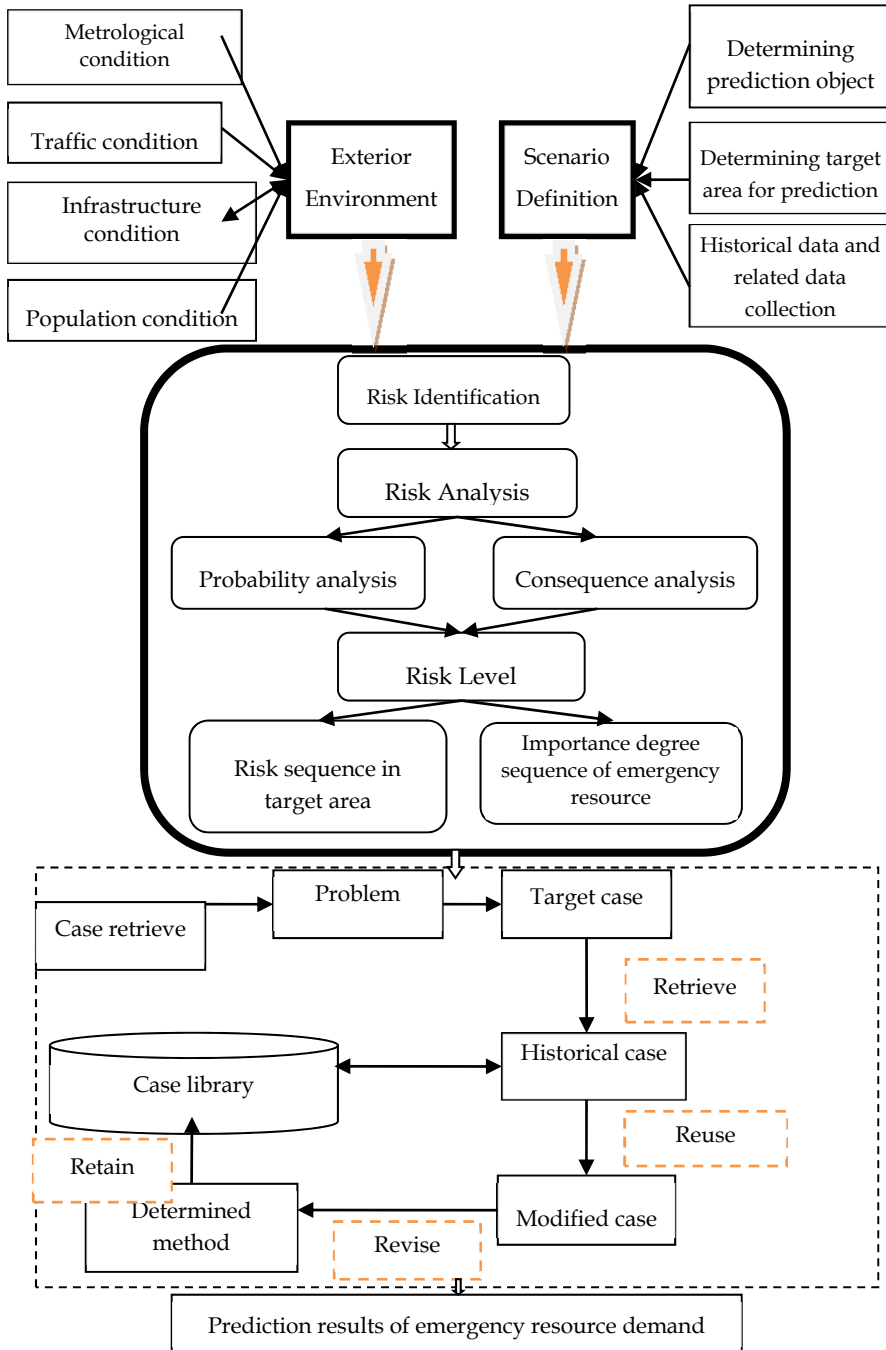 Metrological
condition
Traffic condition
Infrastructure
condition
Population condition
Exterior
Environment
Scenario
Definition
Determining
prediction object
Determining target
area for prediction
Historical data and
related data
collection
Risk Identification
Risk Analysis
Probability analysis
Consequence analysis
Risk Level
Risk sequence in
target area
Importance degree
sequence of emergency
resource
Case retrieve
Problem
Target case
Retrieve
Case library
Historical case
Reuse
Retain
Determined
method
Revise
Modified case
Prediction results of emergency resource demand